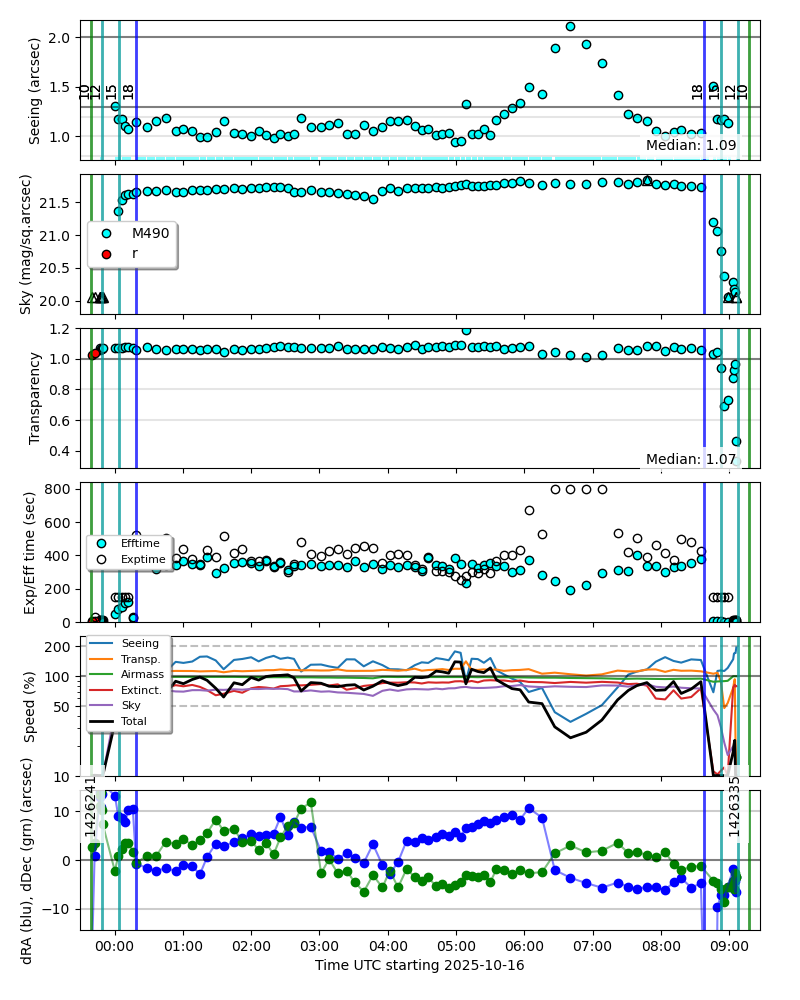 2.0
1.5
1.0
Seeing (arcsec)
10
12
15
18
18
15
12
10
Median: 1.09
21.5
21.0
20.5
20.0
Sky (mag/sq.arcsec)
M490
r
1.2
1.0
0.8
0.6
0.4
Transparency
Median: 1.07
800
600
400
200
0
Exp/Eff time (sec)
Efftime
Exptime
200
100
50
10
Speed (%)
Seeing
Transp.
Airmass
Extinct.
Sky
Total
1426241
1426335
10
0
−10
dRA (blu), dDec (grn) (arcsec)
00:00 01:00 02:00 03:00 04:00 05:00 06:00 07:00 08:00 09:00
Time UTC starting 2025-10-16